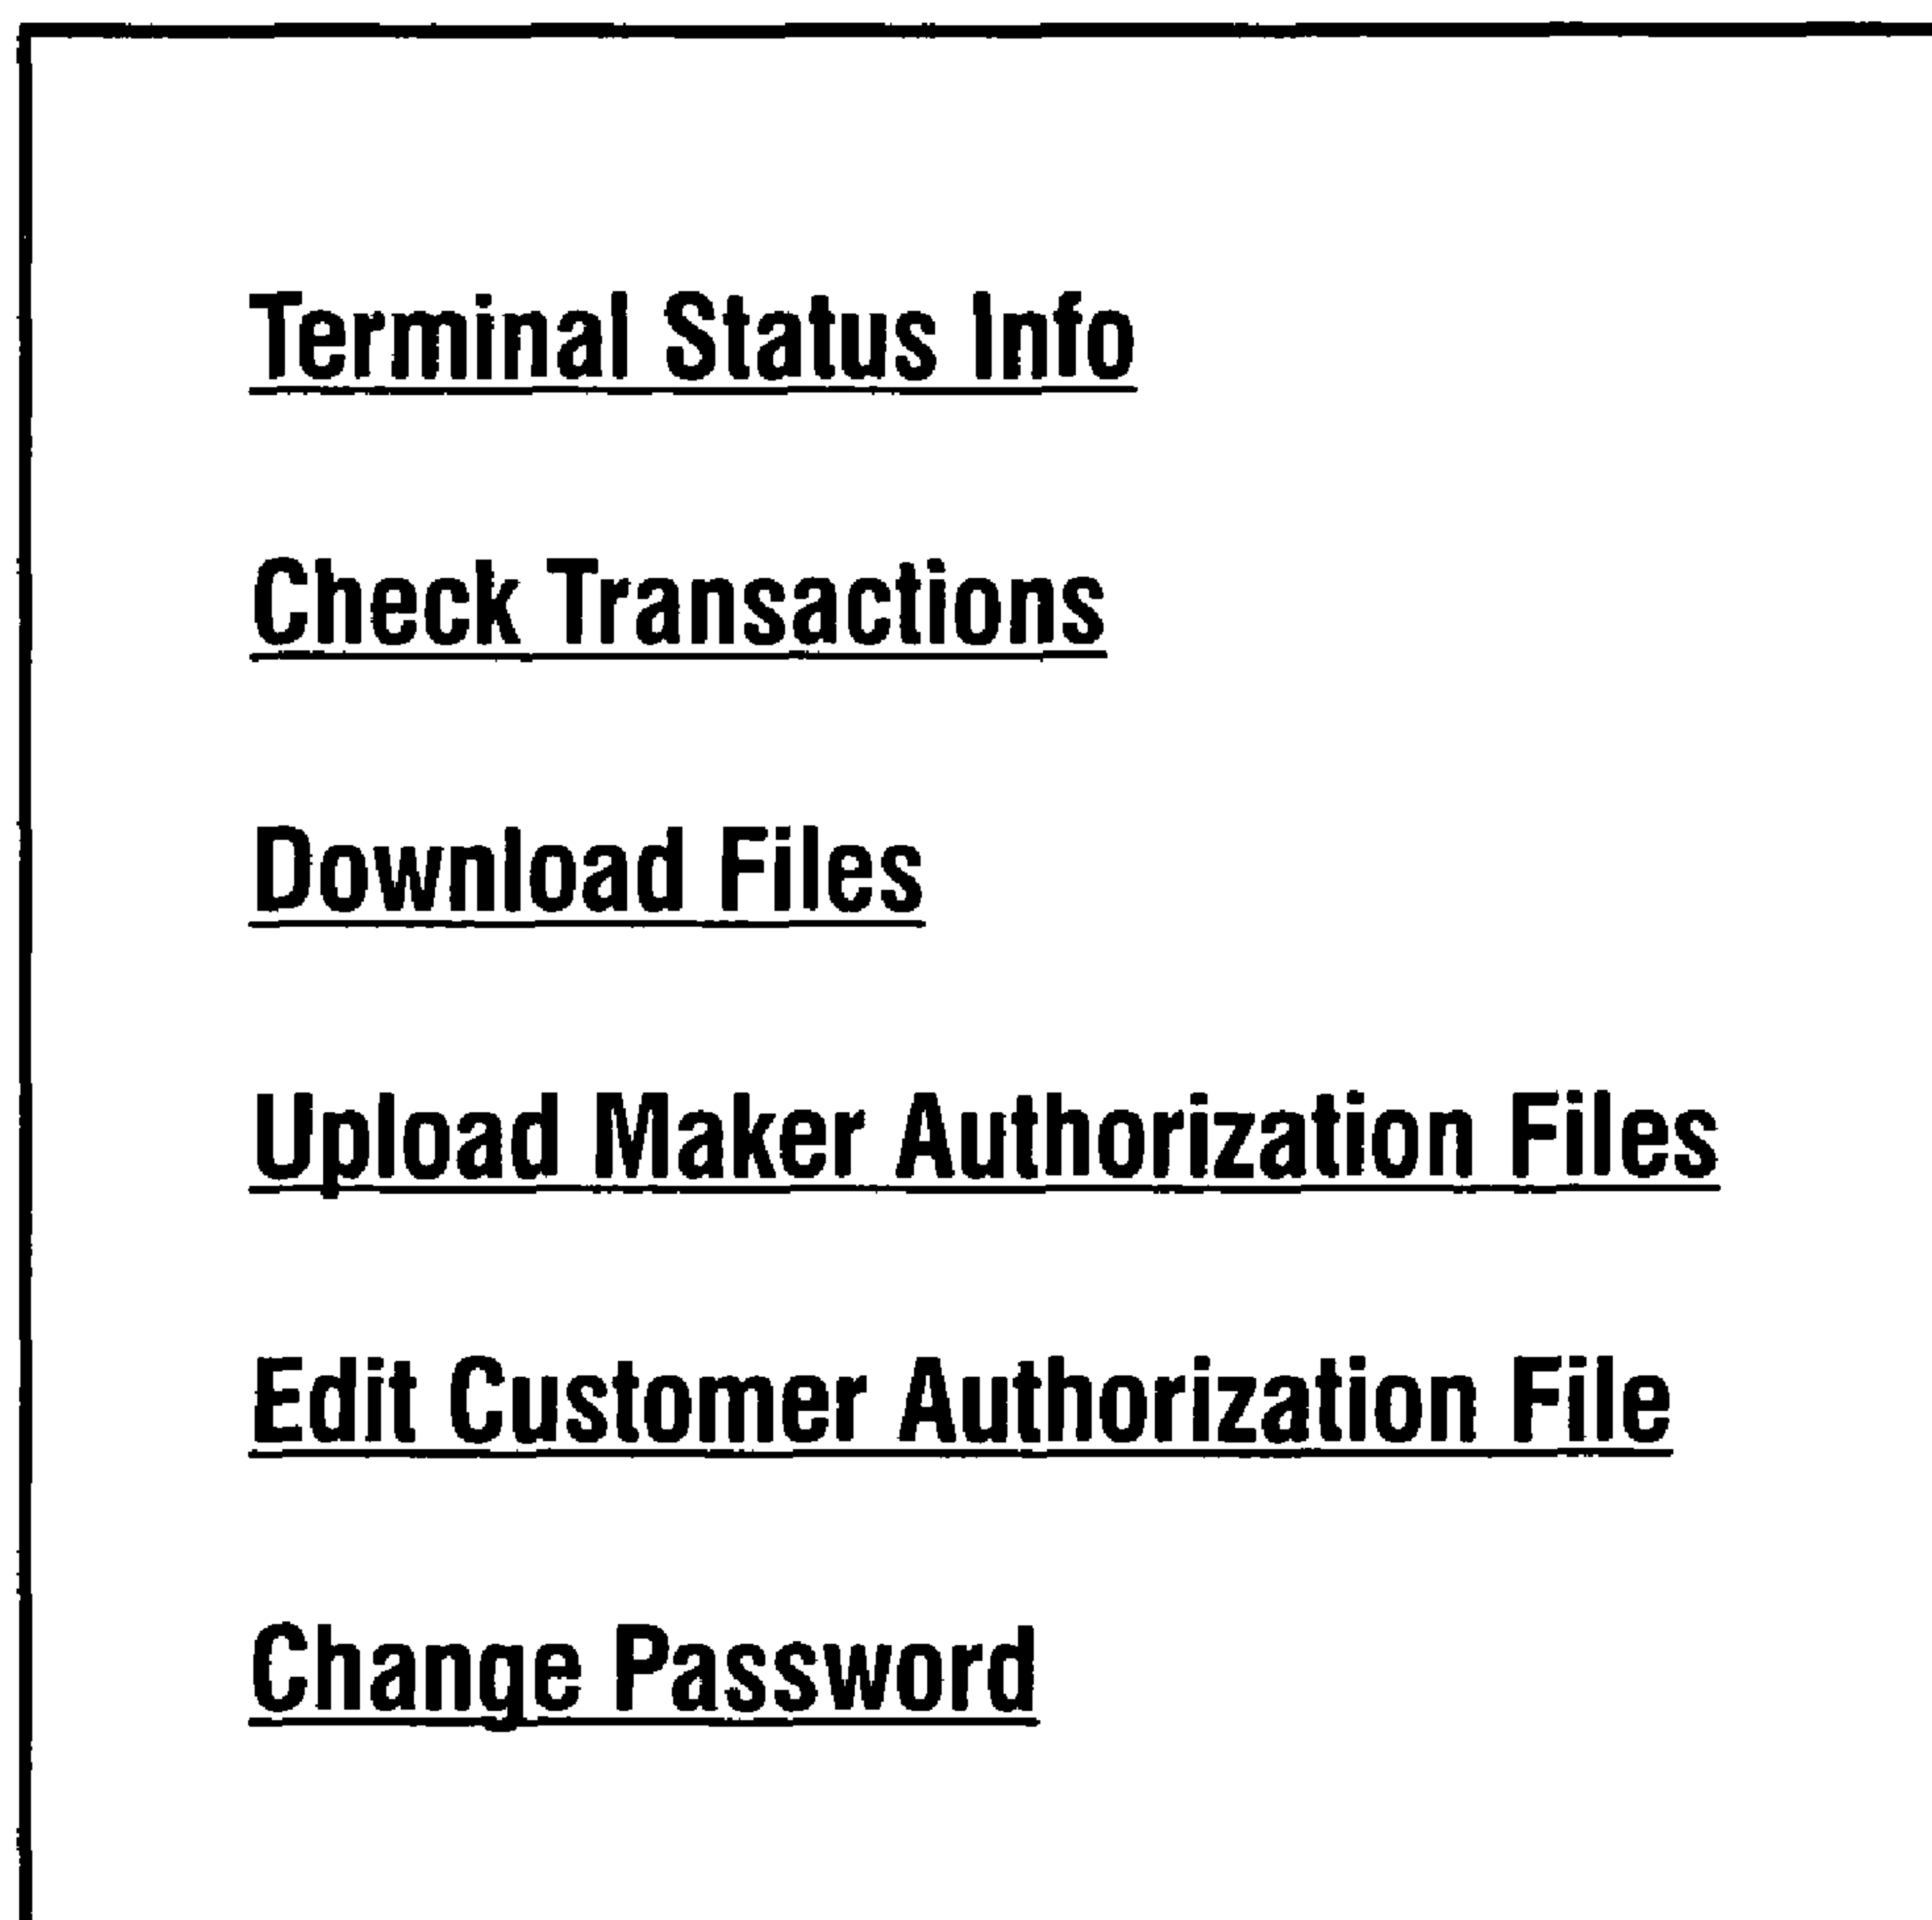 Terminal Status Info
Check Transactions
Download Files
Upload Maker Authorization Files
Edit Customer Authorization File
Change Password